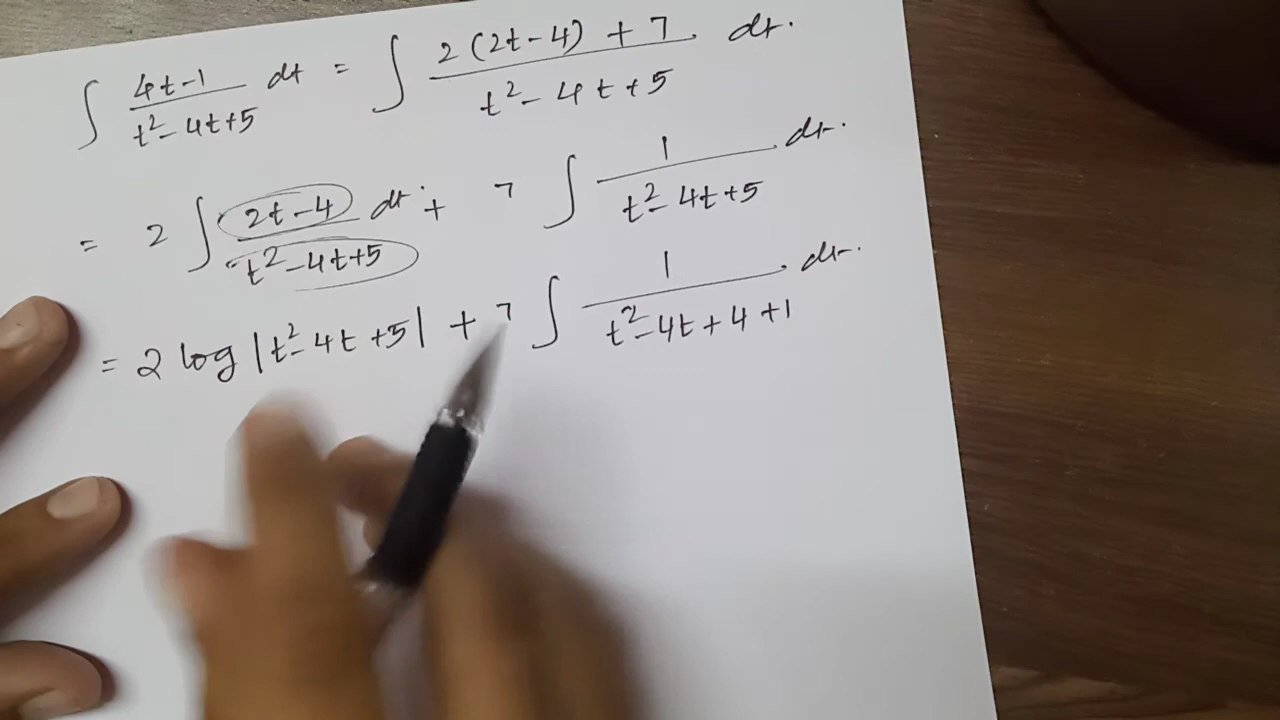 ∫ (4t-1)/(t²-4t+5) dt = ∫ (2(2t-4)+7)/(t²-4t+5) dt.
= 2 ∫ (2t-4)/(t²-4t+5) dt + 7 ∫ 1/(t²-4t+5) dt.
= 2 log |t²-4t+5| + 7 ∫ 1/(t²-4t+4+1) dt.